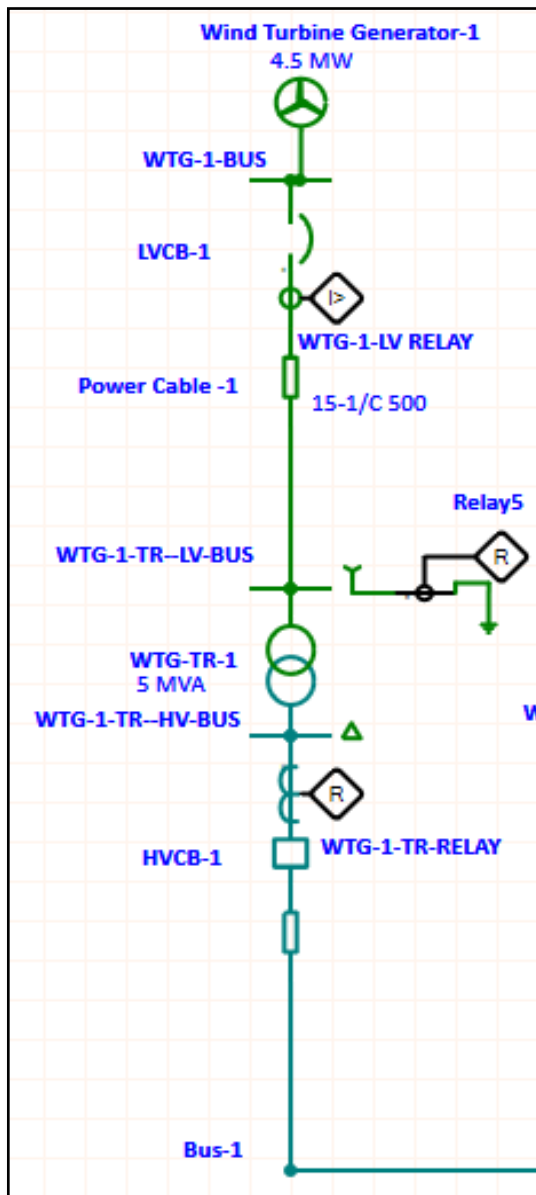 Wind Turbine Generator-1
4.5 MW
WTG-1-BUS
LVCB-1
I>
WTG-1-LV RELAY
Power Cable -1
15-1/C 500
Relay5
R
WTG-1-TR--LV-BUS
WTG-TR-1
5 MVA
WTG-1-TR--HV-BUS
W
R
WTG-1-TR-RELAY
HVCB-1
Bus-1